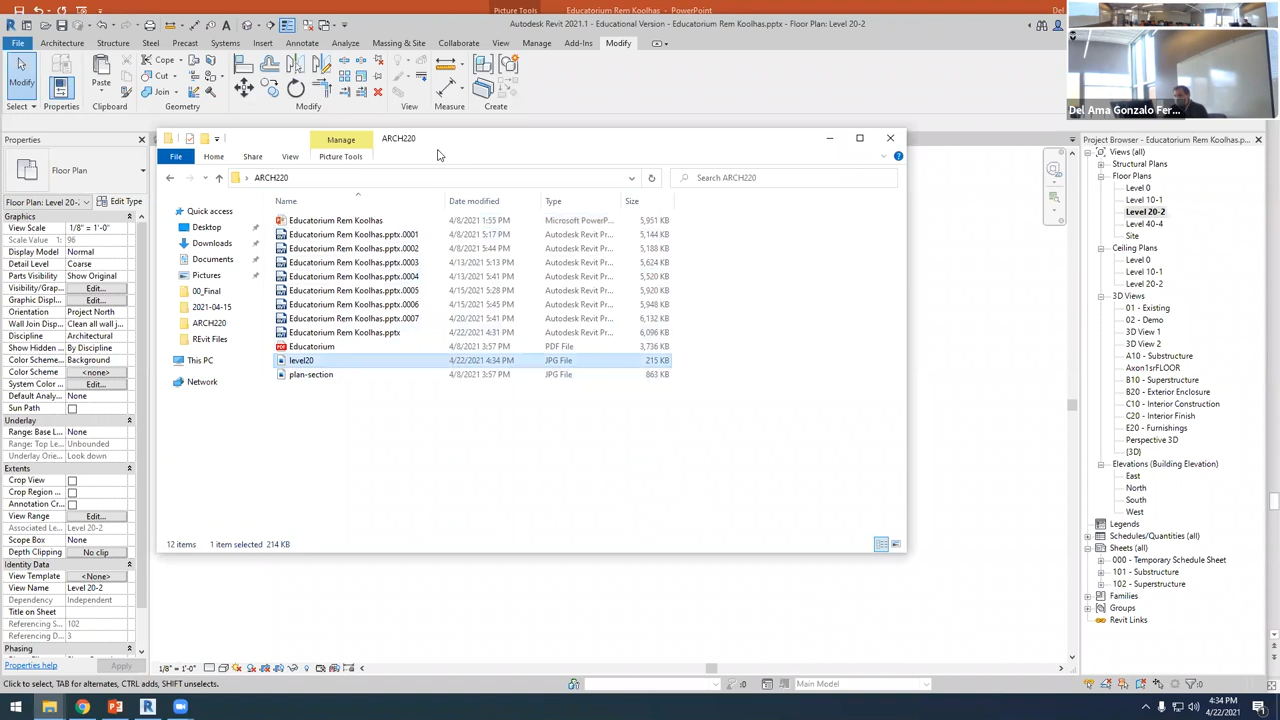 Picture Tools
Educatorium Rem Koolhas - PowerPoint
Del
Autodesk Revit 2021.1 - Educational Version - Educatorium Rem Koolhas.pptx - Floor Plan: Level 20-2
File Architecture Structure Steel Precast Systems Insert Annotate Analyze Massing & Site Collaborate View Manage Add-Ins Modify
Modify
Properties
Paste
Cope
Cut
Join
Select
Properties
Clipboard
Geometry
Modify
View
Measure
Create
Del Ama Gonzalo Fer...
Properties
Floor Plan
Floor Plan: Level 20-2
Edit Type
Graphics
View Scale 1/8" = 1'-0"
Scale Value 1: 96
Display Model Normal
Detail Level Coarse
Parts Visibility Show Original
Visibility/Grap... Edit...
Graphic Displ... Edit...
Orientation Project North
Wall Join Displ... Clean all wall j...
Discipline Architectural
Show Hidden ... By Discipline
Color Scheme... Background
Color Scheme <none>
System Color ... Edit...
Default Analy... None
Sun Path
Underlay
Range: Base L... None
Range: Top Le... Unbounded
Underlay Orie... Look down
Extents
Crop View
Crop Region ...
Annotation Cr...
View Range Edit...
Associated Le... Level 20-2
Scope Box None
Depth Clipping No clip
Identity Data
View Template <None>
View Name Level 20-2
Dependency Independent
Title on Sheet
Referencing S... 102
Referencing D... 3
Phasing
Properties help
Apply
Manage
ARCH220
File Home Share View Picture Tools
ARCH220
Search ARCH220
Name Date modified Type Size
Quick access
Desktop
Downloads
Documents
Pictures
00_Final
2021-04-15
ARCH220
REvit Files
This PC
Network
Educatorium Rem Koolhas 4/8/2021 1:55 PM Microsoft PowerP... 5,951 KB
Educatorium Rem Koolhas.pptx.0001 4/8/2021 5:17 PM Autodesk Revit Pr... 5,144 KB
Educatorium Rem Koolhas.pptx.0002 4/8/2021 5:44 PM Autodesk Revit Pr... 5,188 KB
Educatorium Rem Koolhas.pptx.0003 4/13/2021 5:13 PM Autodesk Revit Pr... 5,624 KB
Educatorium Rem Koolhas.pptx.0004 4/13/2021 5:41 PM Autodesk Revit Pr... 5,520 KB
Educatorium Rem Koolhas.pptx.0005 4/15/2021 5:28 PM Autodesk Revit Pr... 5,920 KB
Educatorium Rem Koolhas.pptx.0006 4/15/2021 5:45 PM Autodesk Revit Pr... 5,948 KB
Educatorium Rem Koolhas.pptx.0007 4/20/2021 5:41 PM Autodesk Revit Pr... 6,132 KB
Educatorium Rem Koolhas.pptx 4/22/2021 4:31 PM Autodesk Revit Pr... 6,096 KB
Educatorium 4/8/2021 3:57 PM PDF File 3,736 KB
level20 4/22/2021 4:34 PM JPG File 215 KB
plan-section 4/8/2021 3:57 PM JPG File 863 KB
12 items 1 item selected 214 KB
Project Browser - Educatorium Rem Koolhas.p...
Views (all)
Structural Plans
Floor Plans
Level 0
Level 10-1
Level 20-2
Level 40-4
Site
Ceiling Plans
Level 0
Level 10-1
Level 20-2
3D Views
01 - Existing
02 - Demo
3D View 1
3D View 2
A10 - Substructure
Axon1srFLOOR
B10 - Superstructure
B20 - Exterior Enclosure
C10 - Interior Construction
C20 - Interior Finish
E20 - Furnishings
Perspective 3D
{3D}
Elevations (Building Elevation)
East
North
South
West
Legends
Schedules/Quantities (all)
Sheets (all)
000 - Temporary Schedule Sheet
101 - Substructure
102 - Superstructure
Families
Groups
Revit Links
1/8" = 1'-0"
Click to select, TAB for alternates, CTRL adds, SHIFT unselects.
:0
Main Model
:0
4:34 PM
4/22/2021